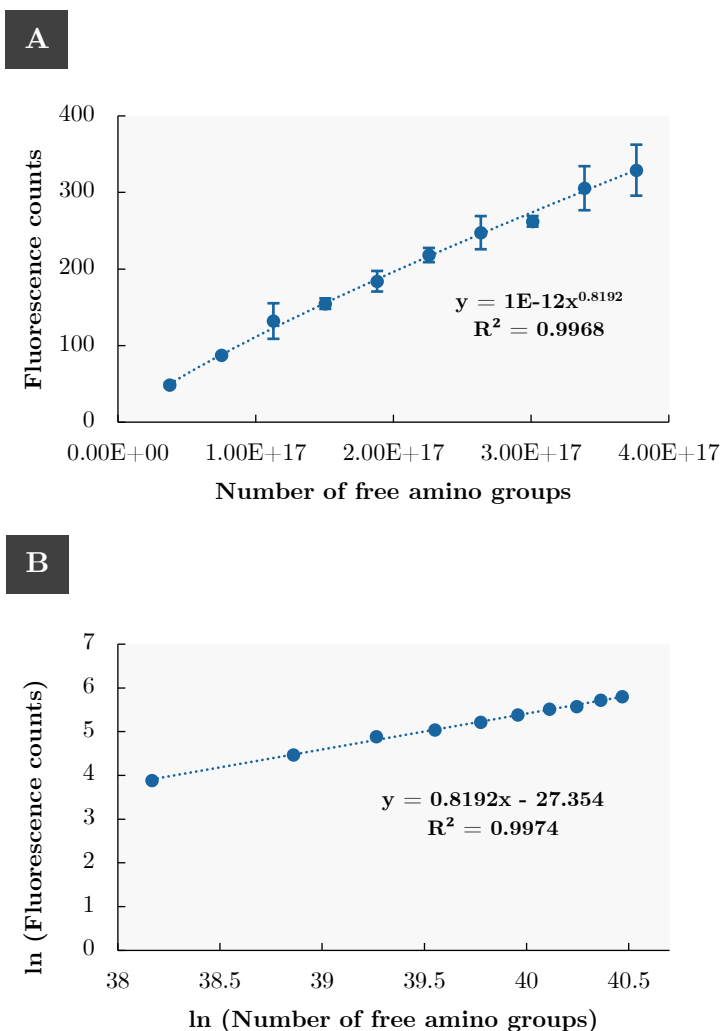 A
Fluorescence counts
400
300
200
100
0
y = 1E-12x^0.8192
R² = 0.9968
0.00E+00 1.00E+17 2.00E+17 3.00E+17 4.00E+17
Number of free amino groups
B
ln (Fluorescence counts)
7
6
5
4
3
2
1
0
y = 0.8192x - 27.354
R² = 0.9974
38 38.5 39 39.5 40 40.5
ln (Number of free amino groups)